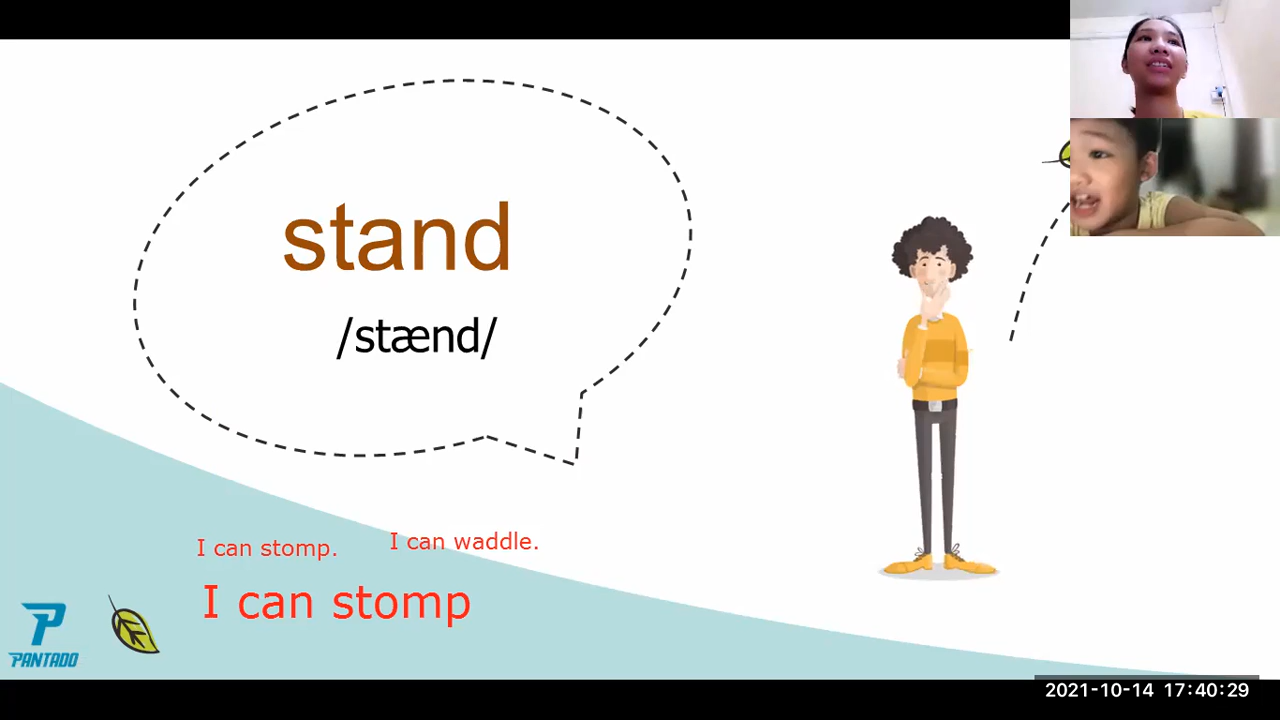 stand
/stænd/
I can stomp.
I can waddle.
I can stomp
PANTADO
2021-10-14 17:40:29